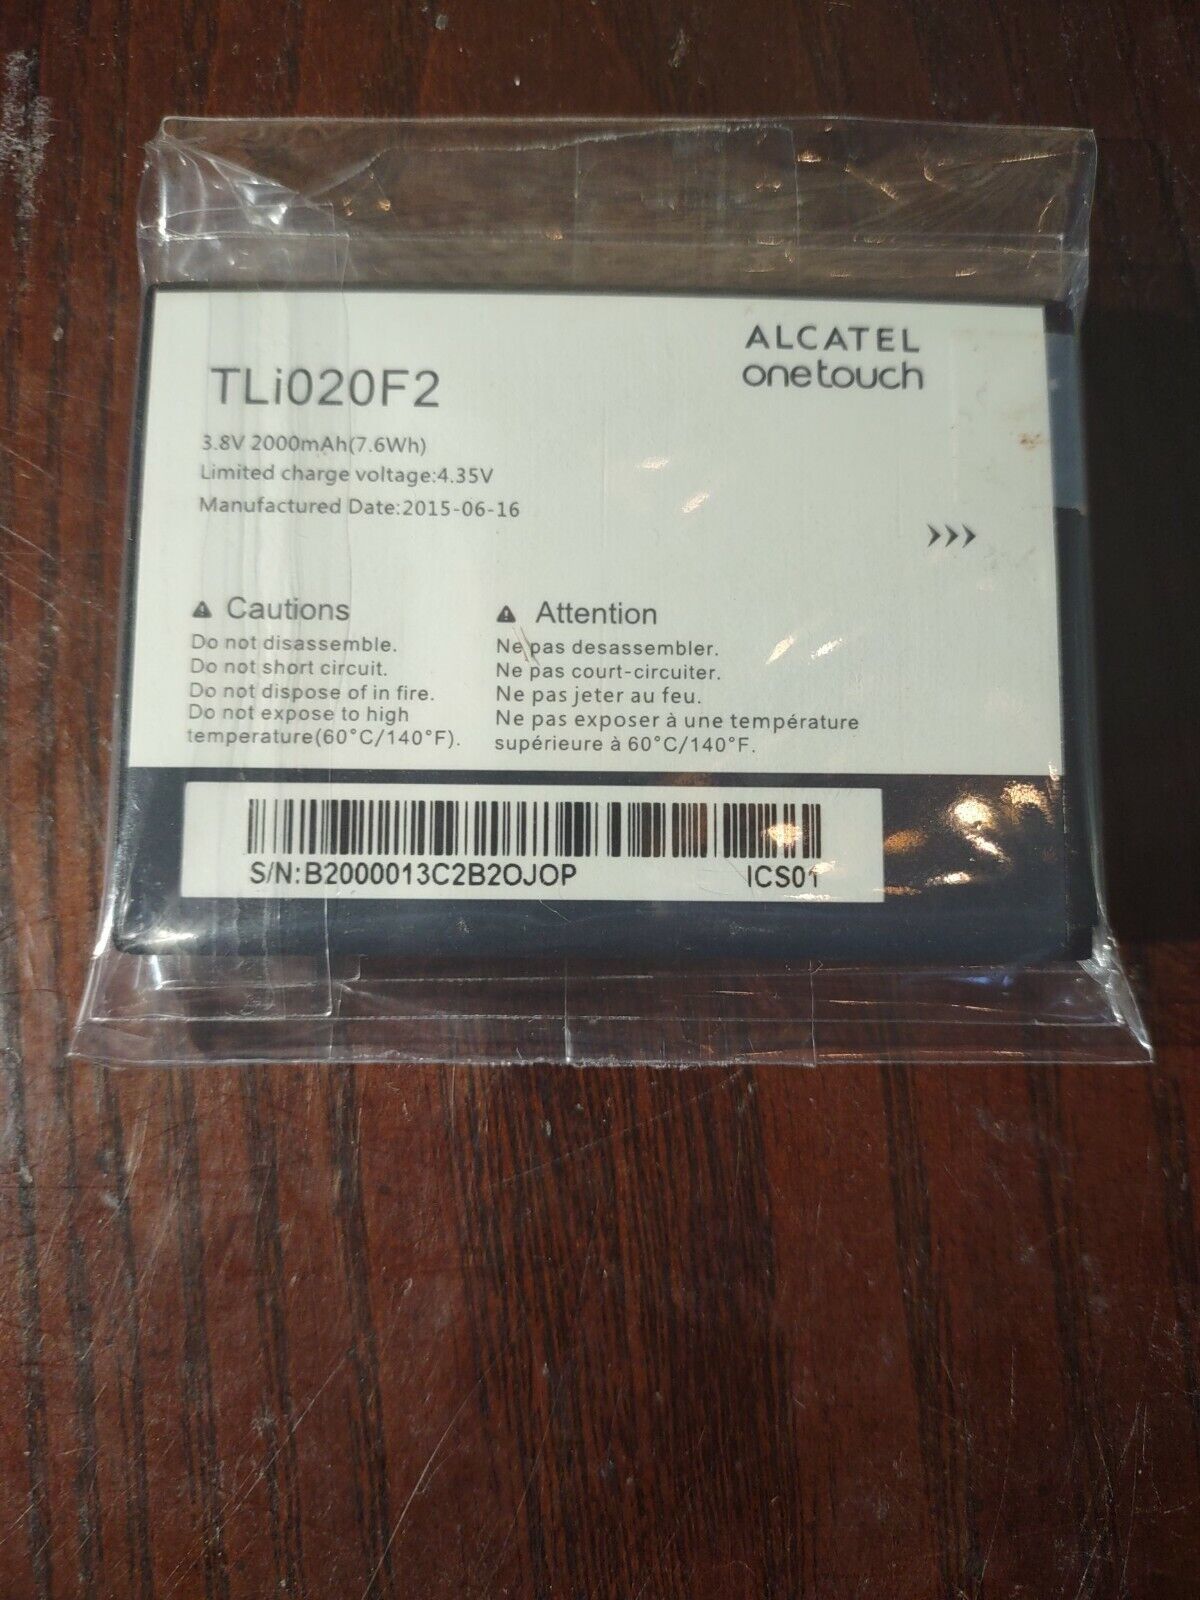 ALCATEL
onetouch
TLi020F2
3.8V 2000mAh(7.6Wh)
Limited charge voltage:4.35V
Manufactured Date:2015-06-16
Cautions
Do not disassemble.
Do not short circuit.
Do not dispose of in fire.
Do not expose to high
temperature(60°C/140°F).
Attention
Ne pas desassembler.
Ne pas court-circuiter.
Ne pas jeter au feu.
Ne pas exposer à une température
supérieure à 60°C/140°F.
S/N:B2000013C2B2OJOP ICS01